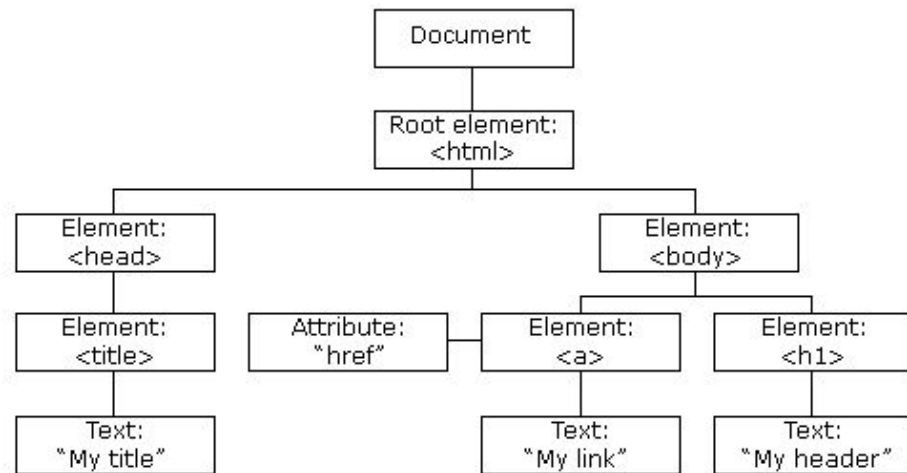 Document
Root element:
<html>
Element:
<head>
Element:
<body>
Element:
<title>
Attribute:
“href”
Element:
<a>
Element:
<h1>
Text:
“My title”
Text:
“My link”
Text:
“My header”